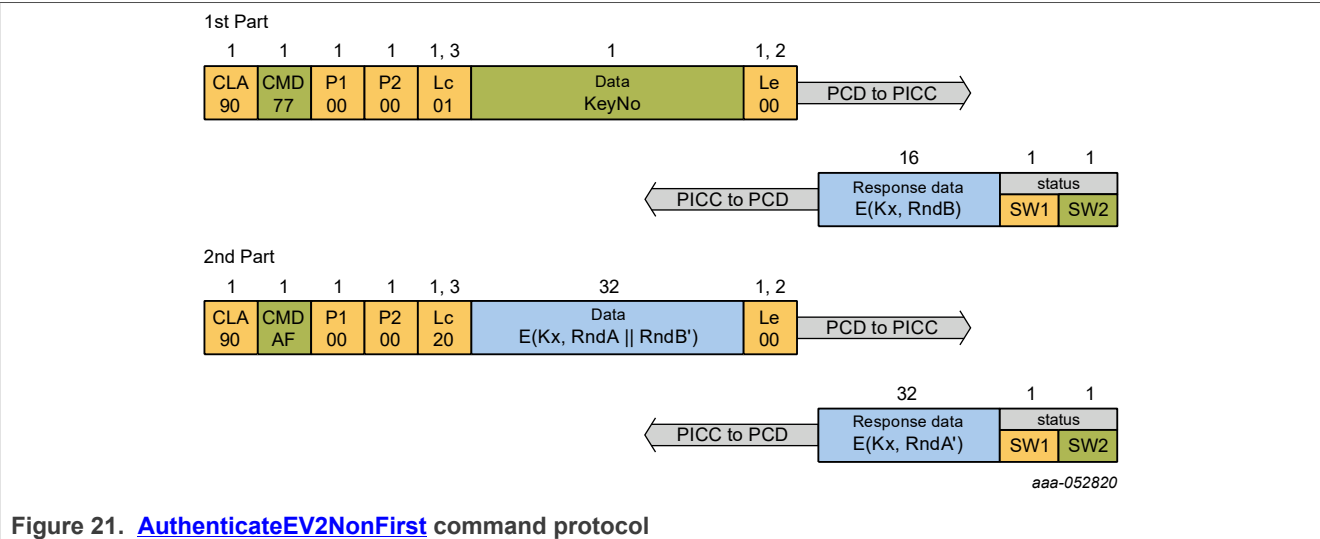 1st Part
1 1 1 1 1, 3 1 1, 2
CLA CMD P1 P2 Lc Data Le
90 77 00 00 01 KeyNo 00
PCD to PICC
16 1 1
PICC to PCD
Response data status
E(Kx, RndB) SW1 SW2
2nd Part
1 1 1 1 1, 3 32 1, 2
CLA CMD P1 P2 Lc Data Le
90 AF 00 00 20 E(Kx, RndA || RndB') 00
PCD to PICC
32 1 1
PICC to PCD
Response data status
E(Kx, RndA') SW1 SW2
aaa-052820
Figure 21. AuthenticateEV2NonFirst command protocol